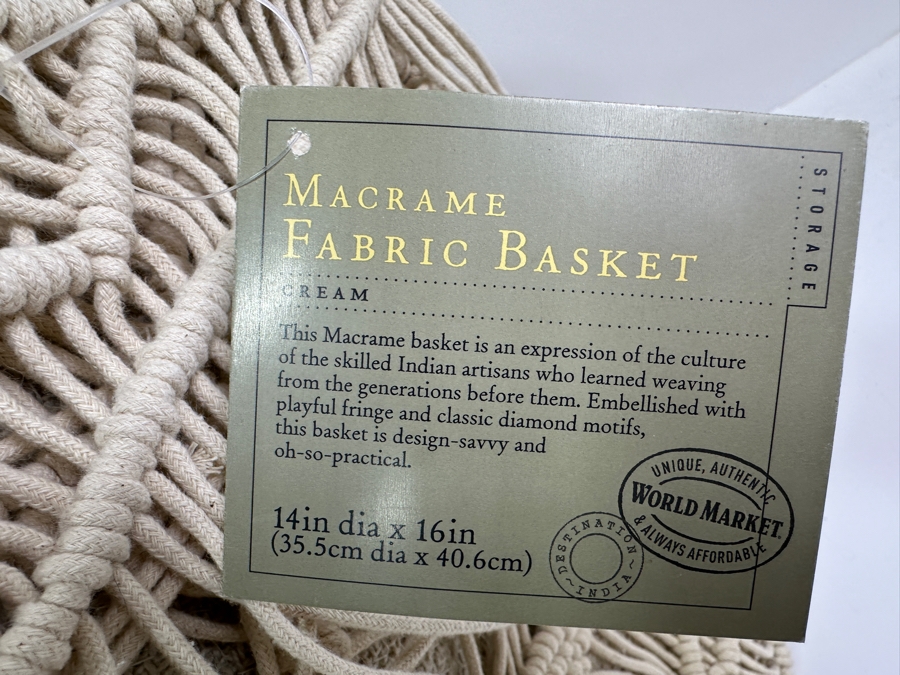 MACRAME
FABRIC BASKET
CREAM
STORAGE
This Macrame basket is an expression of the culture
of the skilled Indian artisans who learned weaving
from the generations before them. Embellished with
playful fringe and classic diamond motifs,
this basket is design-savvy and
oh-so-practical.
14in dia x 16in
(35.5cm dia x 40.6cm)
DESTINATION
~ INDIA ~
UNIQUE, AUTHENTIC
WORLD MARKET.
& ALWAYS AFFORDABLE